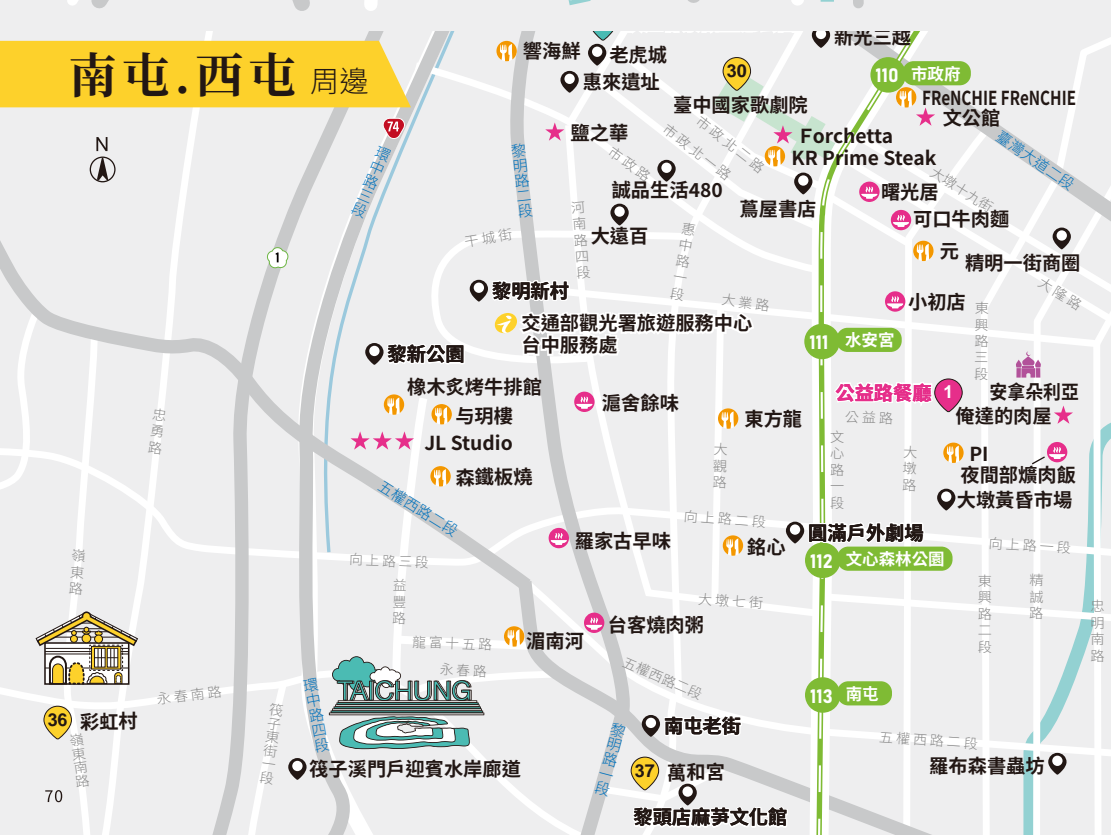 南屯.西屯 周邊
N
74
1
環中路三段
黎明路二段
響海鮮
老虎城
惠來遺址
鹽之華
30
臺中國家歌劇院
新光三越
110 市政府
FReNCHIE FReNCHIE
文公館
Forchetta
KR Prime Steak
市政北二路
市政北一路
市政路
臺灣大道二段
大墩十九街
誠品生活480
蔦屋書店
曙光居
可口牛肉麵
元
精明一街商圈
大隆路
大遠百
河南路四段
惠中路一段
干城街
黎明新村
大業路
小初店
交通部觀光署旅遊服務中心
台中服務處
111 水安宮
東興路三段
黎新公園
橡木炙烤牛排館
与玥樓
JL Studio
森鐵板燒
滬舍餘味
東方龍
公益路餐廳 1
公益路
安拿朵利亞
俺達的肉屋
PI
夜間部爌肉飯
大墩黃昏市場
文心路一段
大墩路
大觀路
忠勇路
五權西路二段
向上路二段
圓滿戶外劇場
羅家古早味
銘心
112 文心森林公園
向上路一段
向上路三段
嶺東路
益豐路
大墩七街
東興路二段
精誠路
忠明南路
台客燒肉粥
湄南河
龍富十五路
永春路
五權西路二段
TAICHUNG
113 南屯
36 彩虹村
永春南路
嶺東南路
筏子東街一段
環中路四段
黎明路一段
南屯老街
五權西路二段
筏子溪門戶迎賓水岸廊道
37 萬和宮
羅布森書蟲坊
黎頭店麻芛文化館
70